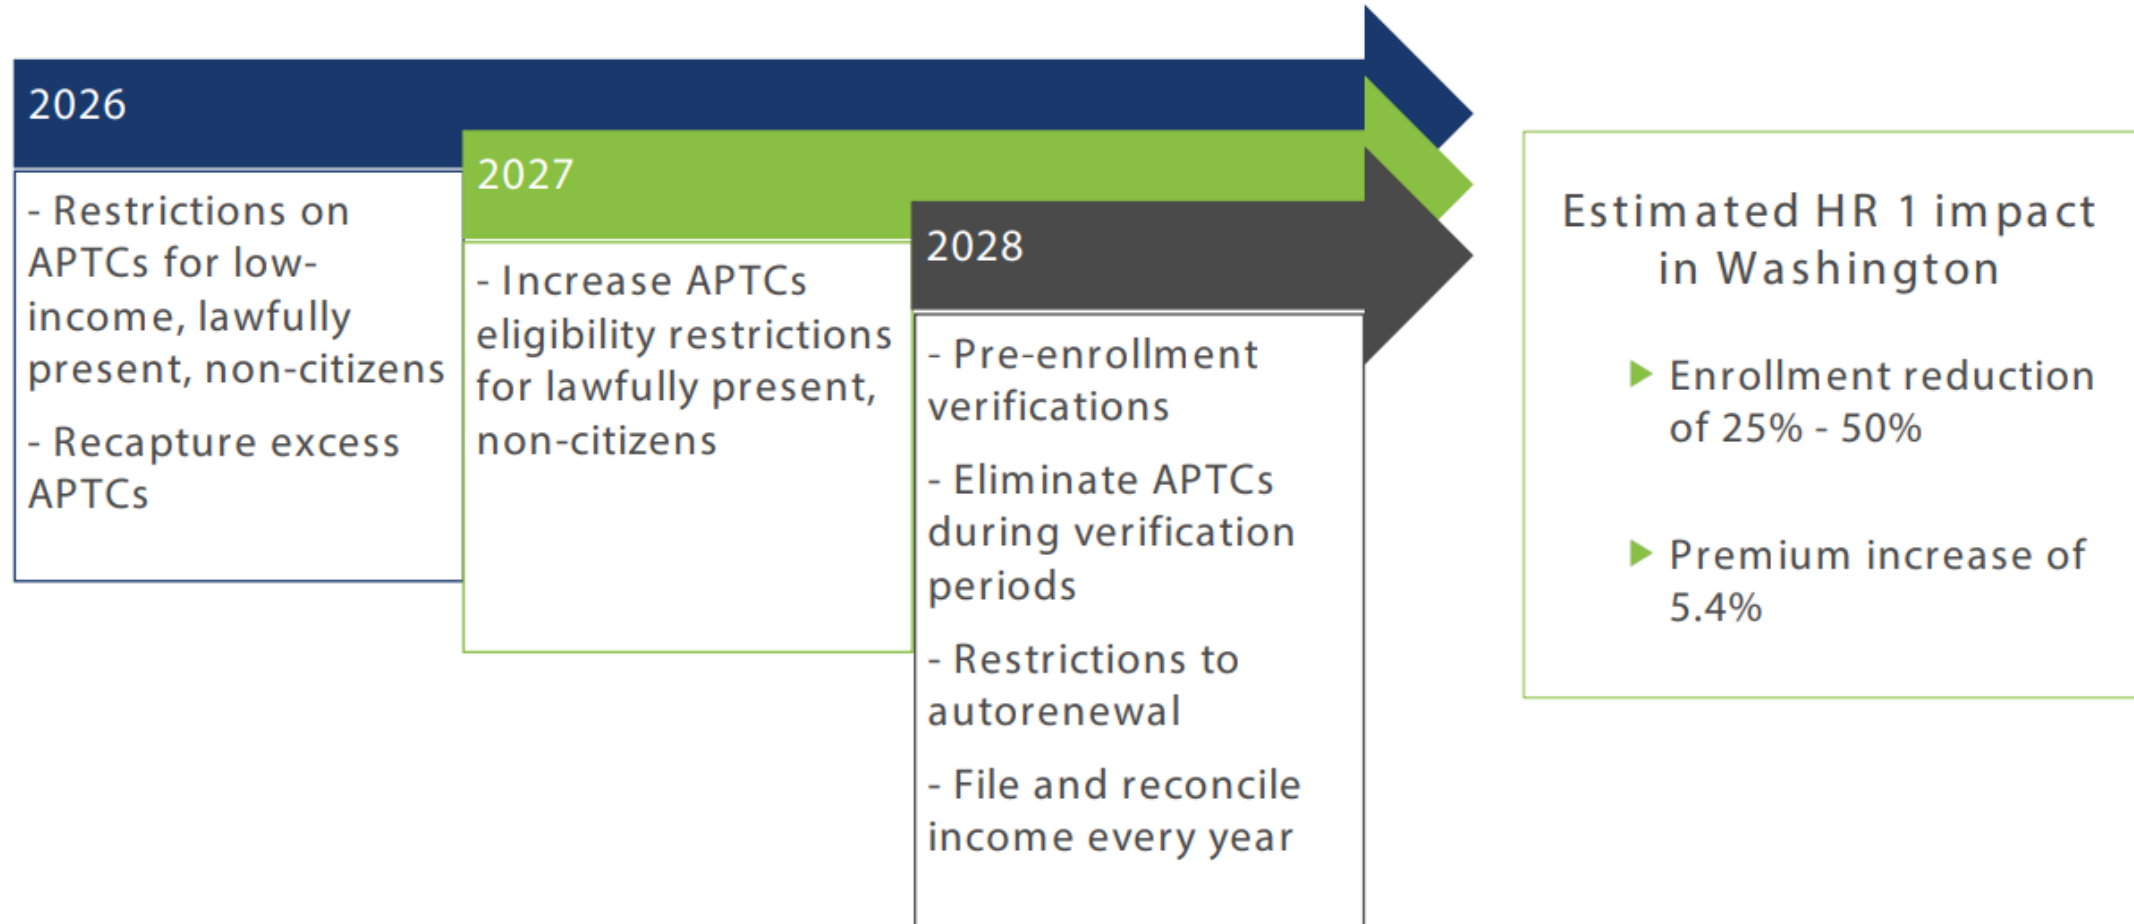 2026
- Restrictions on
APTCs for low-
income, lawfully
present, non-citizens
- Recapture excess
APTCs
2027
- Increase APTCs
eligibility restrictions
for lawfully present,
non-citizens
2028
- Pre-enrollment
verifications
- Eliminate APTCs
during verification
periods
- Restrictions to
autorenewal
- File and reconcile
income every year
Estimated HR 1 impact
in Washington
Enrollment reduction
of 25% - 50%
Premium increase of
5.4%